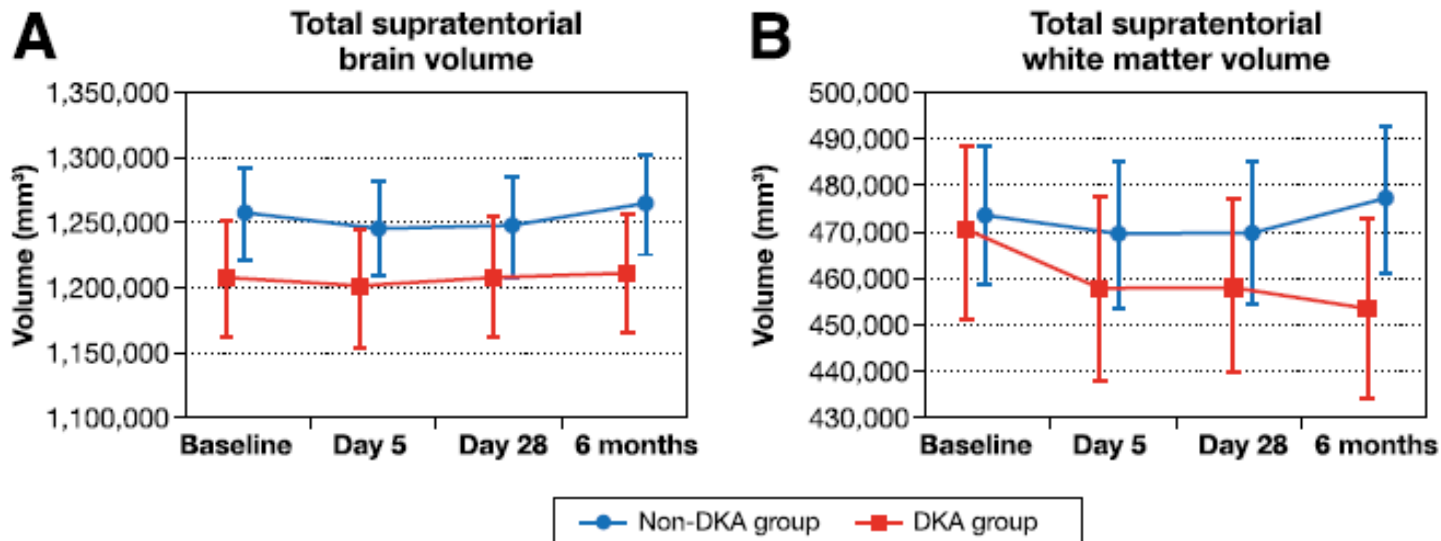 A
Total supratentorial
brain volume
Volume (mm³)
1,350,000
1,300,000
1,250,000
1,200,000
1,150,000
1,100,000
Baseline Day 5 Day 28 6 months
B
Total supratentorial
white matter volume
Volume (mm³)
500,000
490,000
480,000
470,000
460,000
450,000
440,000
430,000
Baseline Day 5 Day 28 6 months
Non-DKA group DKA group